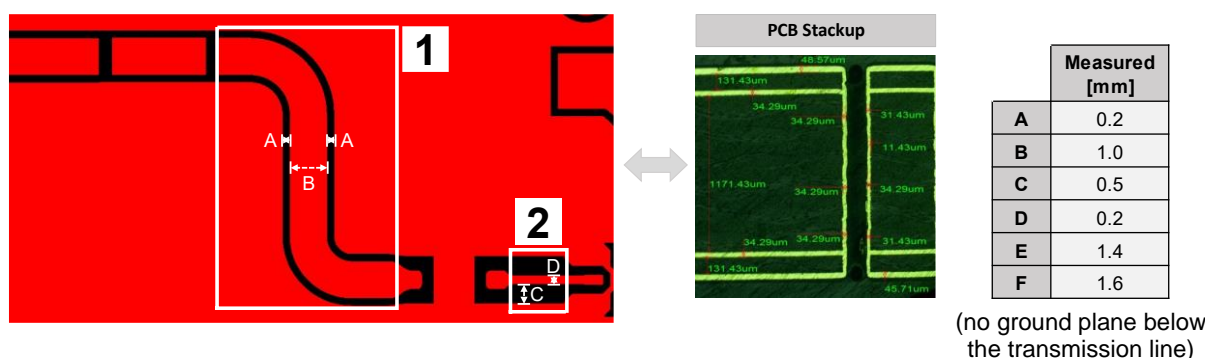 1
A
A
B
2
D
C
PCB Stackup
48.57um
131.43um
34.29um
34.29um
31.43um
11.43um
1171.43um
34.29um
34.29um
34.29um
34.29um
31.43um
131.43um
45.71um
Measured
[mm]
A 0.2
B 1.0
C 0.5
D 0.2
E 1.4
F 1.6
(no ground plane below
the transmission line)